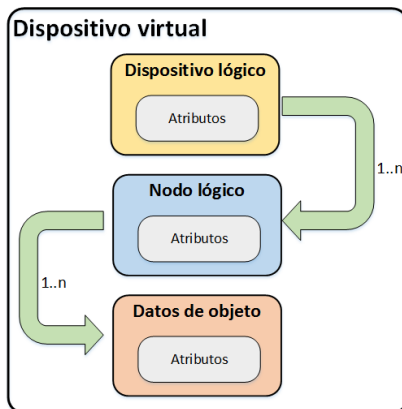 Dispositivo virtual
Dispositivo lógico
Atributos
1..n
Nodo lógico
Atributos
1..n
Datos de objeto
Atributos